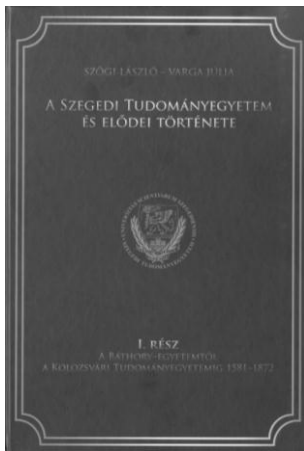 SZÖGI LÁSZLÓ – VARGA JÚLIA
A SZEGEDI TUDOMÁNYEGYETEM
ÉS ELŐDEI TÖRTÉNETE
I. RÉSZ
A BÁTHORY-EGYETEMTŐL
A KOLOZSVÁRI TUDOMÁNYEGYETEMIG 1581–1872